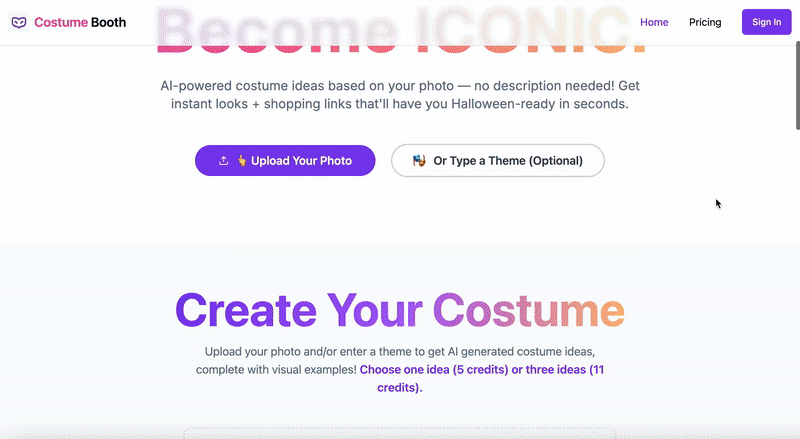 Costume Booth
Home
Pricing
Sign In
Become ICONIC.
AI-powered costume ideas based on your photo — no description needed! Get
instant looks + shopping links that'll have you Halloween-ready in seconds.
👆 Upload Your Photo
Or Type a Theme (Optional)
Create Your Costume
Upload your photo and/or enter a theme to get AI generated costume ideas,
complete with visual examples! Choose one idea (5 credits) or three ideas (11
credits).